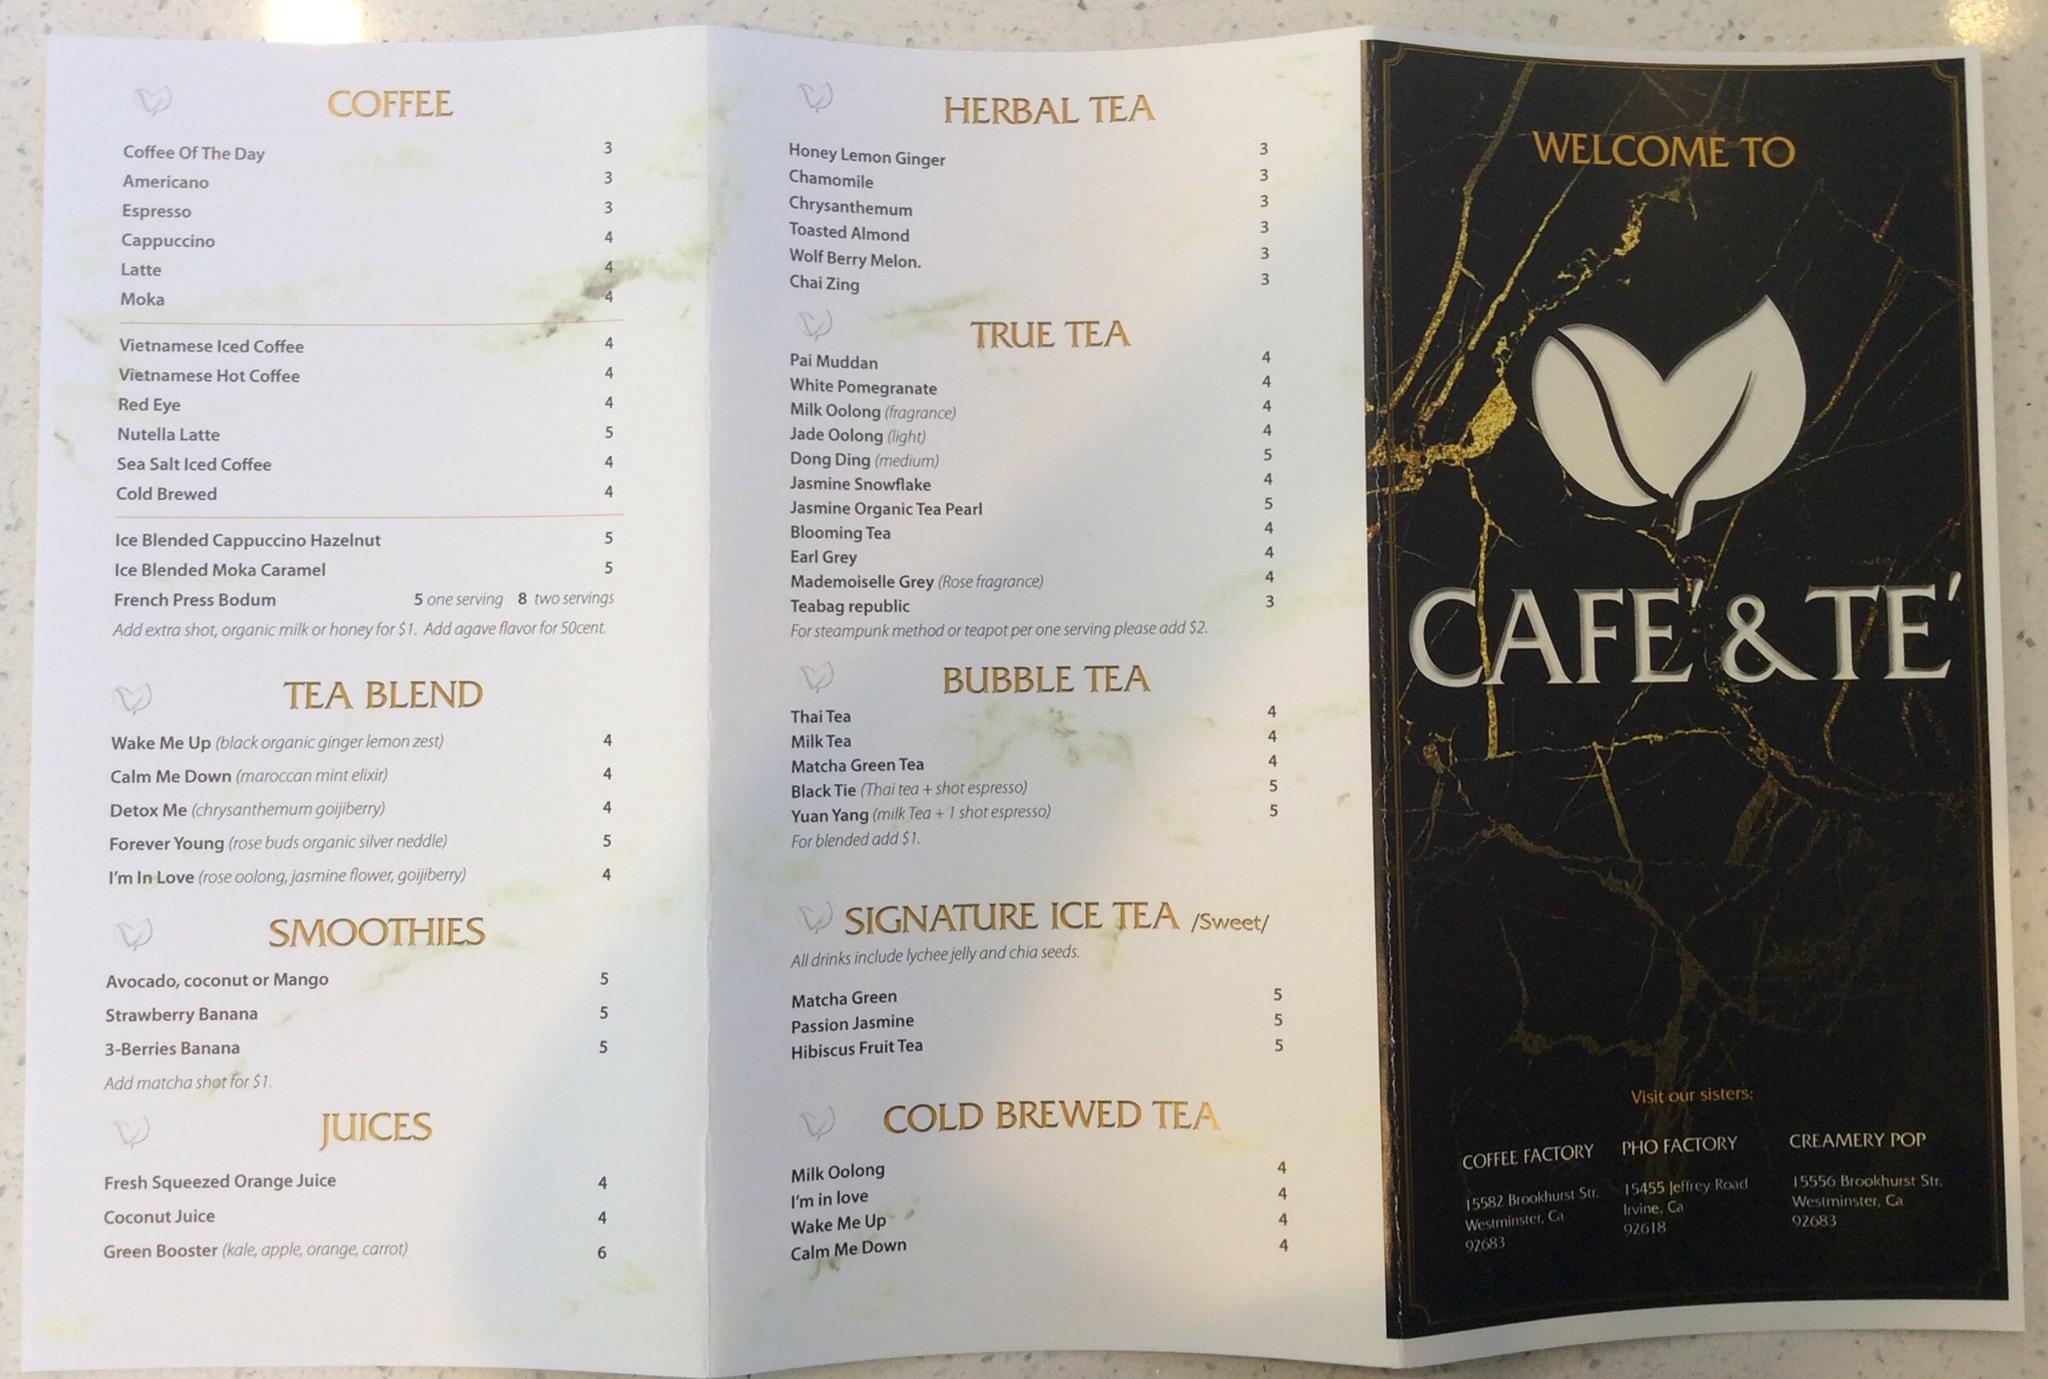 COFFEE
Coffee Of The Day 3
Americano 3
Espresso 3
Cappuccino 4
Latte 4
Moka 4
Vietnamese Iced Coffee 4
Vietnamese Hot Coffee 4
Red Eye 4
Nutella Latte 5
Sea Salt Iced Coffee 4
Cold Brewed 4
Ice Blended Cappuccino Hazelnut 5
Ice Blended Moka Caramel 5
French Press Bodum 5 one serving 8 two servings
Add extra shot, organic milk or honey for $1. Add agave flavor for 50cent.
TEA BLEND
Wake Me Up (black organic ginger lemon zest) 4
Calm Me Down (maroccan mint elixir) 4
Detox Me (chrysanthemum goijiberry) 4
Forever Young (rose buds organic silver neddle) 5
I'm In Love (rose oolong, jasmine flower, goijiberry) 4
SMOOTHIES
Avocado, coconut or Mango 5
Strawberry Banana 5
3-Berries Banana 5
Add matcha shot for $1.
JUICES
Fresh Squeezed Orange Juice 4
Coconut Juice 4
Green Booster (kale, apple, orange, carrot) 6
HERBAL TEA
Honey Lemon Ginger 3
Chamomile 3
Chrysanthemum 3
Toasted Almond 3
Wolf Berry Melon. 3
Chai Zing 3
TRUE TEA
Pai Muddan 4
White Pomegranate 4
Milk Oolong (fragrance) 4
Jade Oolong (light) 4
Dong Ding (medium) 5
Jasmine Snowflake 4
Jasmine Organic Tea Pearl 5
Blooming Tea 4
Earl Grey 4
Mademoiselle Grey (Rose fragrance) 4
Teabag republic 3
For steampunk method or teapot per one serving please add $2.
BUBBLE TEA
Thai Tea 4
Milk Tea 4
Matcha Green Tea 4
Black Tie (Thai tea + shot espresso) 5
Yuan Yang (milk Tea + 1 shot espresso) 5
For blended add $1.
SIGNATURE ICE TEA /Sweet/
All drinks include lychee jelly and chia seeds.
Matcha Green 5
Passion Jasmine 5
Hibiscus Fruit Tea 5
COLD BREWED TEA
Milk Oolong 4
I'm in love 4
Wake Me Up 4
Calm Me Down 4
WELCOME TO
CAFE' & TE'
Visit our sisters:
COFFEE FACTORY
15582 Brookhurst Str.
Westminster, Ca
92683
PHO FACTORY
15455 Jeffrey Road
Irvine, Ca
92618
CREAMERY POP
15556 Brookhurst Str.
Westminster, Ca
92683